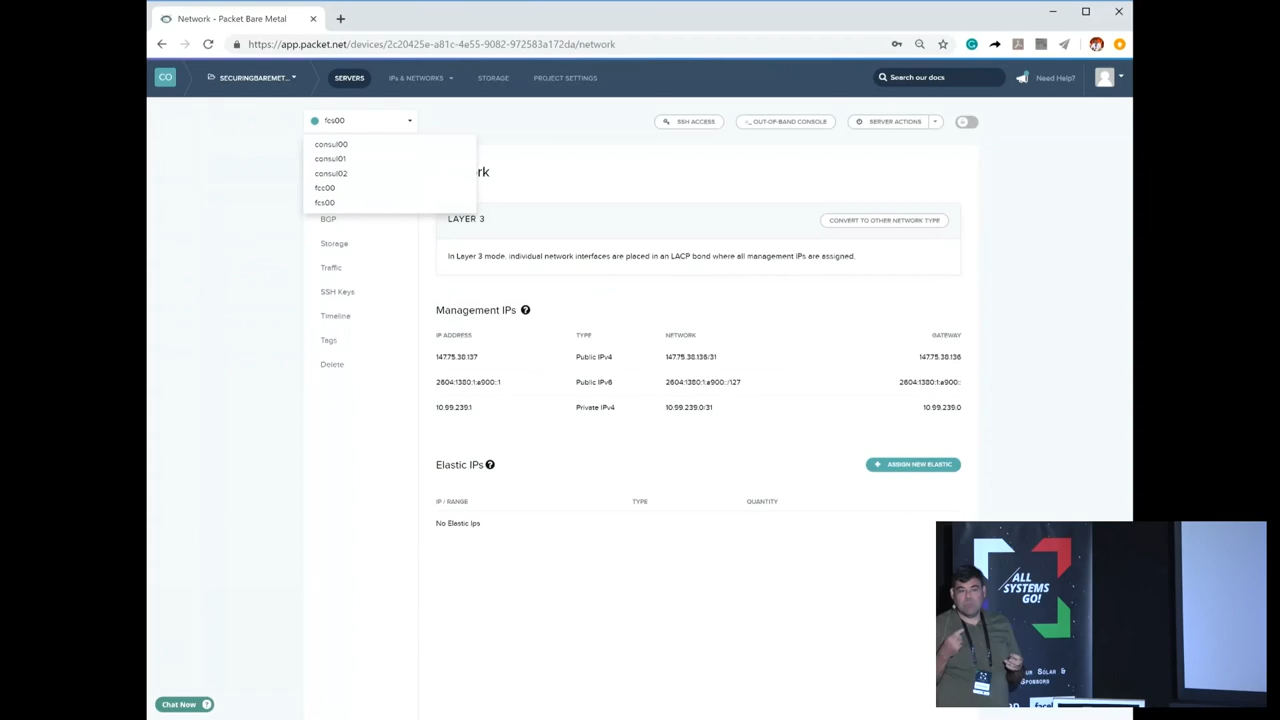 Network - Packet Bare Metal
https://app.packet.net/devices/2c20425e-a81c-4e55-9082-972583a172da/network
CO
SECURINGBAREMET...
SERVERS
IPs & NETWORKS
STORAGE
PROJECT SETTINGS
Search our docs
Need Help?
fcs00
SSH ACCESS
>_ OUT-OF-BAND CONSOLE
SERVER ACTIONS
consul00
consul01
consul02
fcc00
fcs00
rk
BGP
Storage
Traffic
SSH Keys
Timeline
Tags
Delete
LAYER 3
CONVERT TO OTHER NETWORK TYPE
In Layer 3 mode, individual network interfaces are placed in an LACP bond where all management IPs are assigned.
Management IPs ?
IP ADDRESS TYPE NETWORK GATEWAY
147.75.38.137 Public IPv4 147.75.38.136/31 147.75.38.136
2604:1380:1:a900::1 Public IPv6 2604:1380:1:a900::/127 2604:1380:1:a900::
10.99.239.1 Private IPv4 10.99.239.0/31 10.99.239.0
Elastic IPs ?
+ ASSIGN NEW ELASTIC
IP / RANGE TYPE QUANTITY
No Elastic Ips
Chat Now ?
ALL
SYSTEMS
GO!
UR SOLAR &
SPONSORS
face